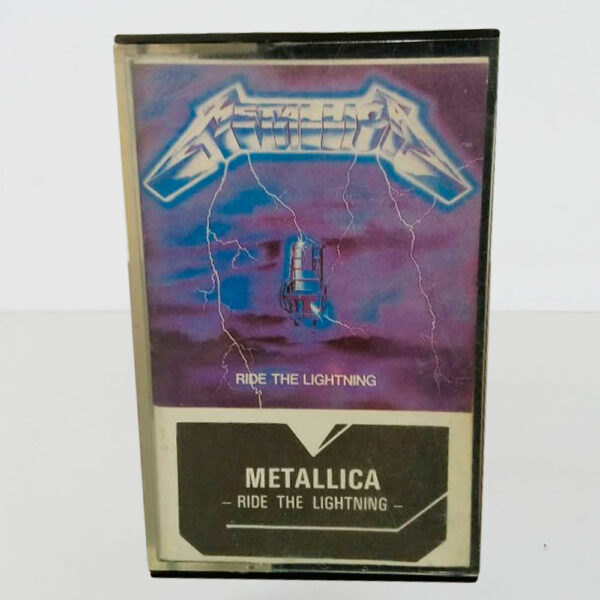 METALLICA
RIDE THE LIGHTNING
METALLICA
– RIDE THE LIGHTNING –